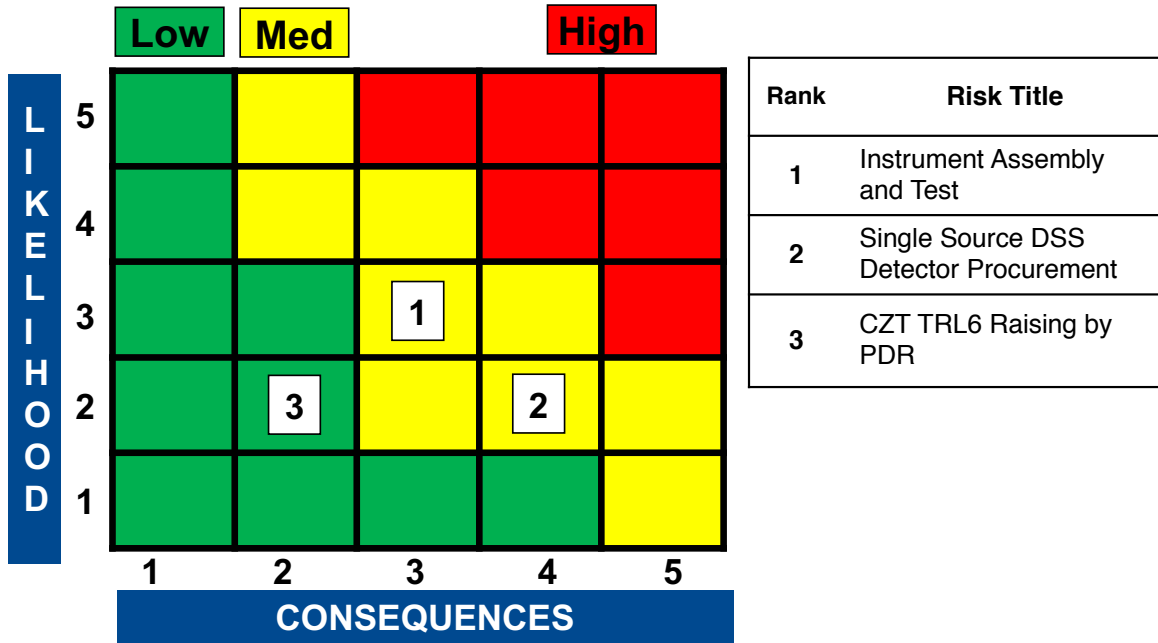 Low Med High
LIKELIHOOD
5
4
3
1
2
3
2
1
1 2 3 4 5
CONSEQUENCES
Rank Risk Title
1 Instrument Assembly
and Test
2 Single Source DSS
Detector Procurement
3 CZT TRL6 Raising by
PDR